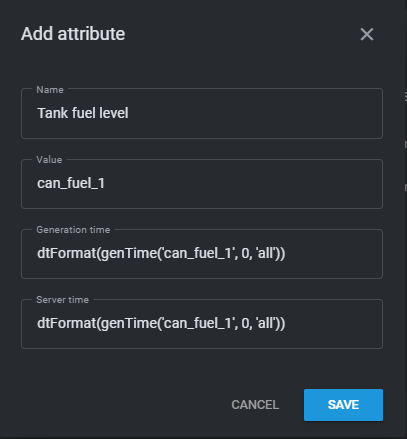 Add attribute
Name
Tank fuel level
Value
can_fuel_1
Generation time
dtFormat(genTime('can_fuel_1', 0, 'all'))
Server time
dtFormat(genTime('can_fuel_1', 0, 'all'))
CANCEL
SAVE